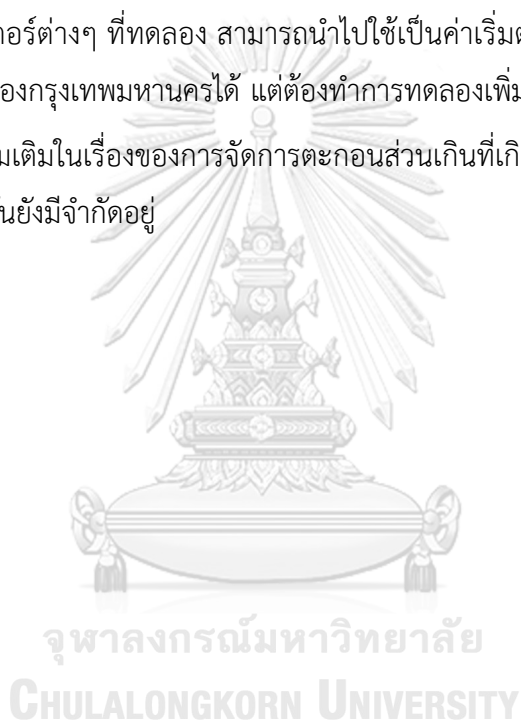 อร์ต่างๆ ที่ทดลอง สามารถนำไปใช้เป็นค่าเริ่มต
องกรุงเทพมหานครได้ แต่ต้องทำการทดลองเพิ่ม
มเติมในเรื่องของการจัดการตะกอนส่วนเกินที่เกิ
ันยังมีจำกัดอยู่
จุฬาลงกรณ์มหาวิทยาลัย
CHULALONGKORN UNIVERSITY